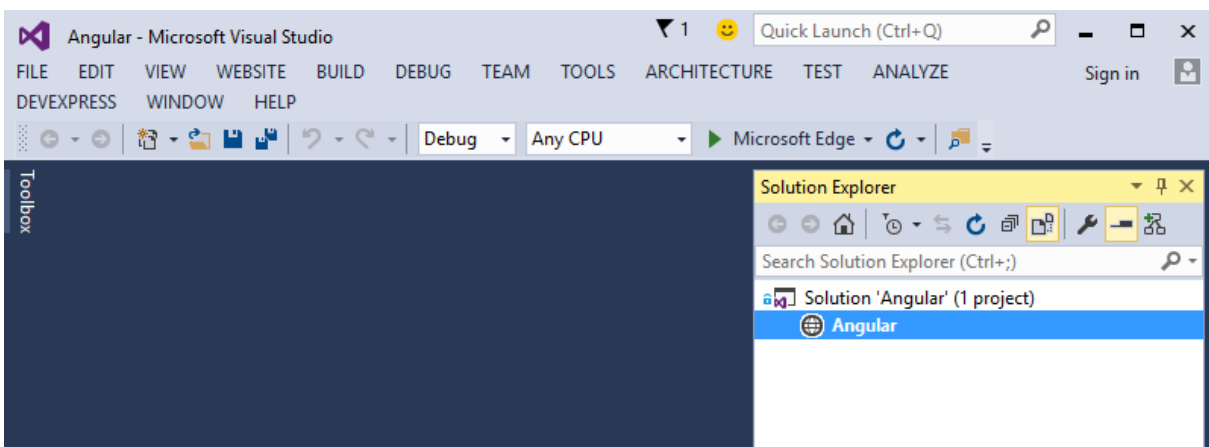 Angular - Microsoft Visual Studio 1 Quick Launch (Ctrl+Q)
FILE EDIT VIEW WEBSITE BUILD DEBUG TEAM TOOLS ARCHITECTURE TEST ANALYZE Sign in
DEVEXPRESS WINDOW HELP
Debug Any CPU Microsoft Edge
Toolbox
Solution Explorer
Search Solution Explorer (Ctrl+;)
Solution 'Angular' (1 project)
Angular